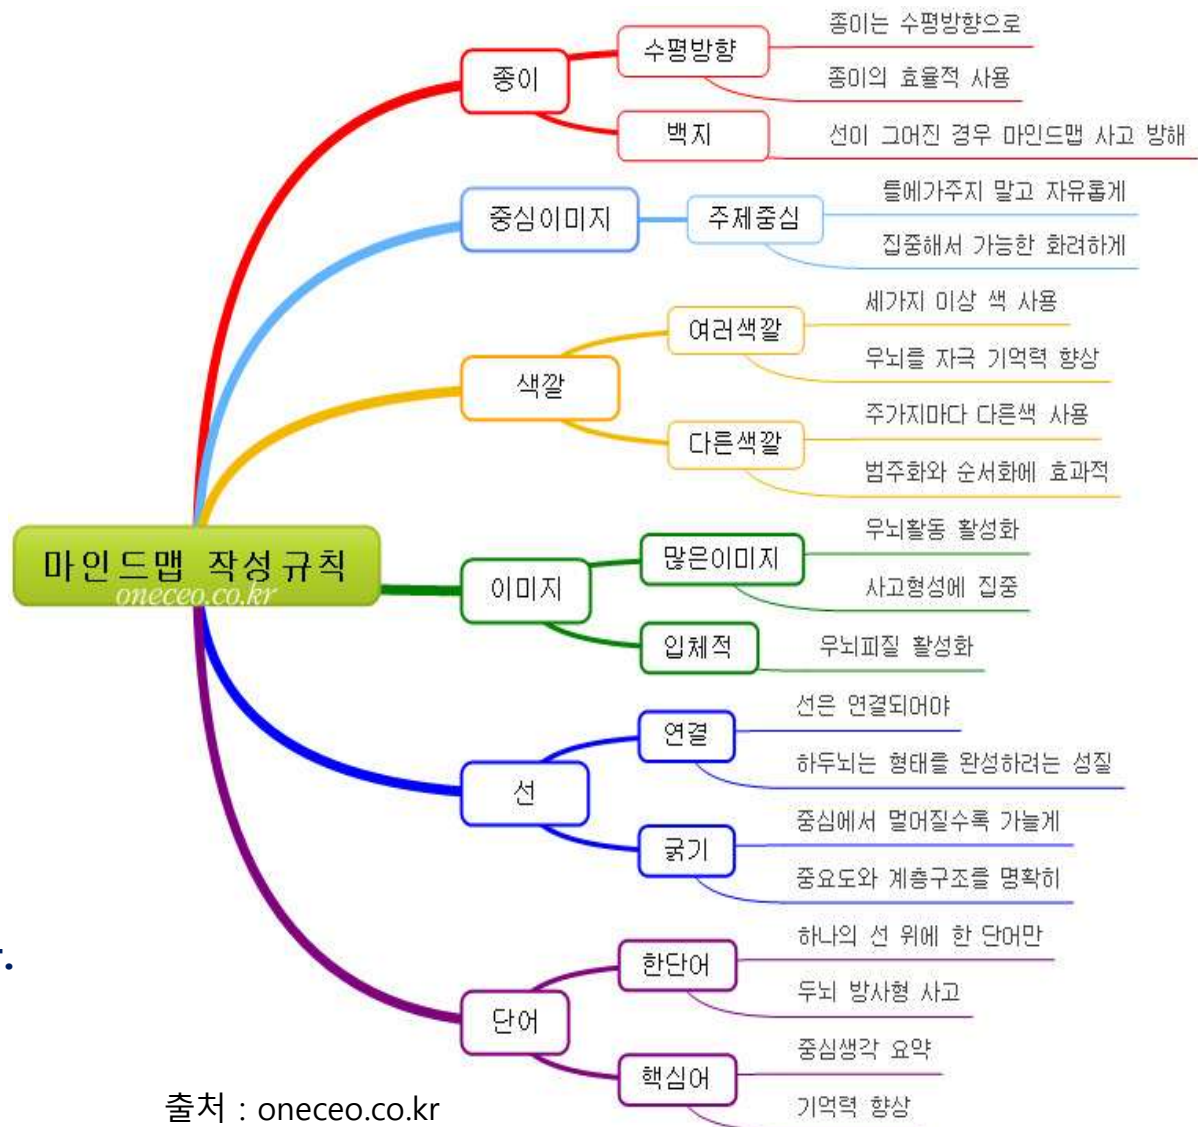 종이
수평방향
종이는 수평방향으로
종이의 효율적 사용
백지
선이 그어진 경우 마인드맵 사고 방해
중심이미지
주제중심
틀에가주지 말고 자유롭게
집중해서 가능한 화려하게
색깔
여러색깔
세가지 이상 색 사용
우뇌를 자극 기억력 향상
다른색깔
주가지마다 다른색 사용
범주화와 순서화에 효과적
마인드맵 작성규칙
oneceo.co.kr
이미지
많은이미지
우뇌활동 활성화
사고형성에 집중
입체적
우뇌피질 활성화
선
연결
선은 연결되어야
하두뇌는 형태를 완성하려는 성질
굵기
중심에서 멀어질수록 가늘게
중요도와 계층구조를 명확히
단어
한단어
하나의 선 위에 한 단어만
두뇌 방사형 사고
핵심어
중심생각 요약
기억력 향상
출처 : oneceo.co.kr